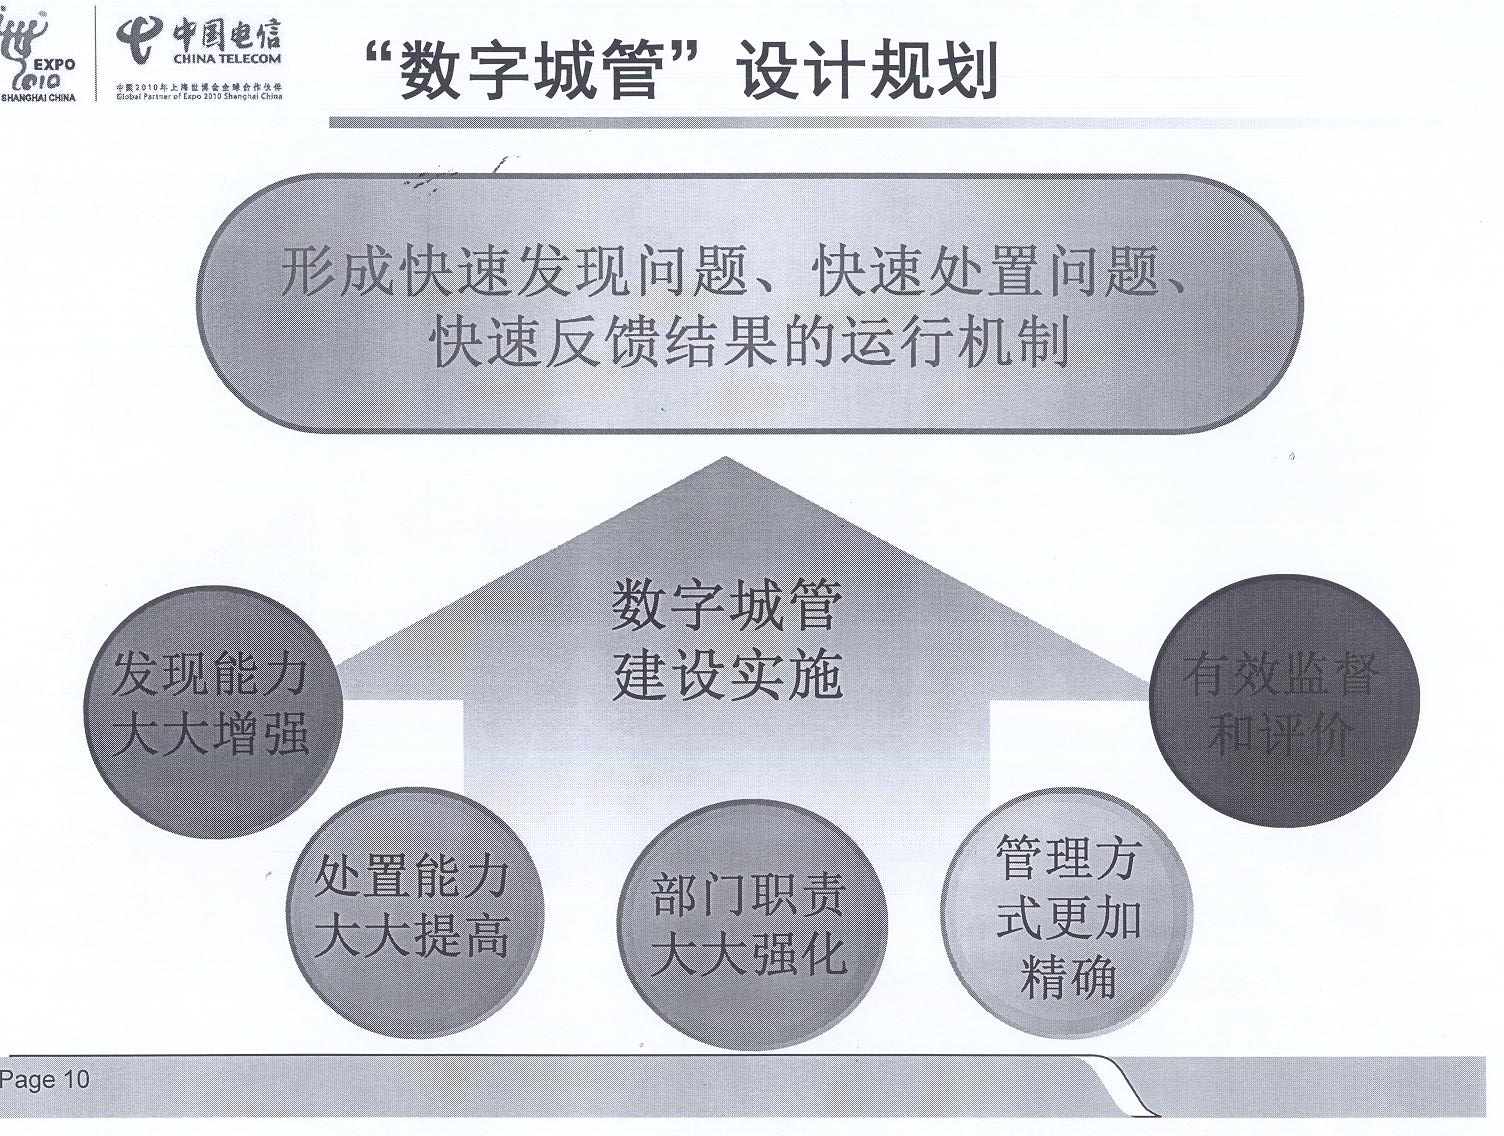 EXPO
2010
SHANGHAI CHINA
中国电信
CHINA TELECOM
中国2010年上海世博会全球合作伙伴
Global Partner of Expo 2010 Shanghai China
“数字城管”设计规划
形成快速发现问题、快速处置问题、
快速反馈结果的运行机制
数字城管
建设实施
发现能力
大大增强
处置能力
大大提高
部门职责
大大强化
管理方
式更加
精确
有效监督
和评价
Page 10